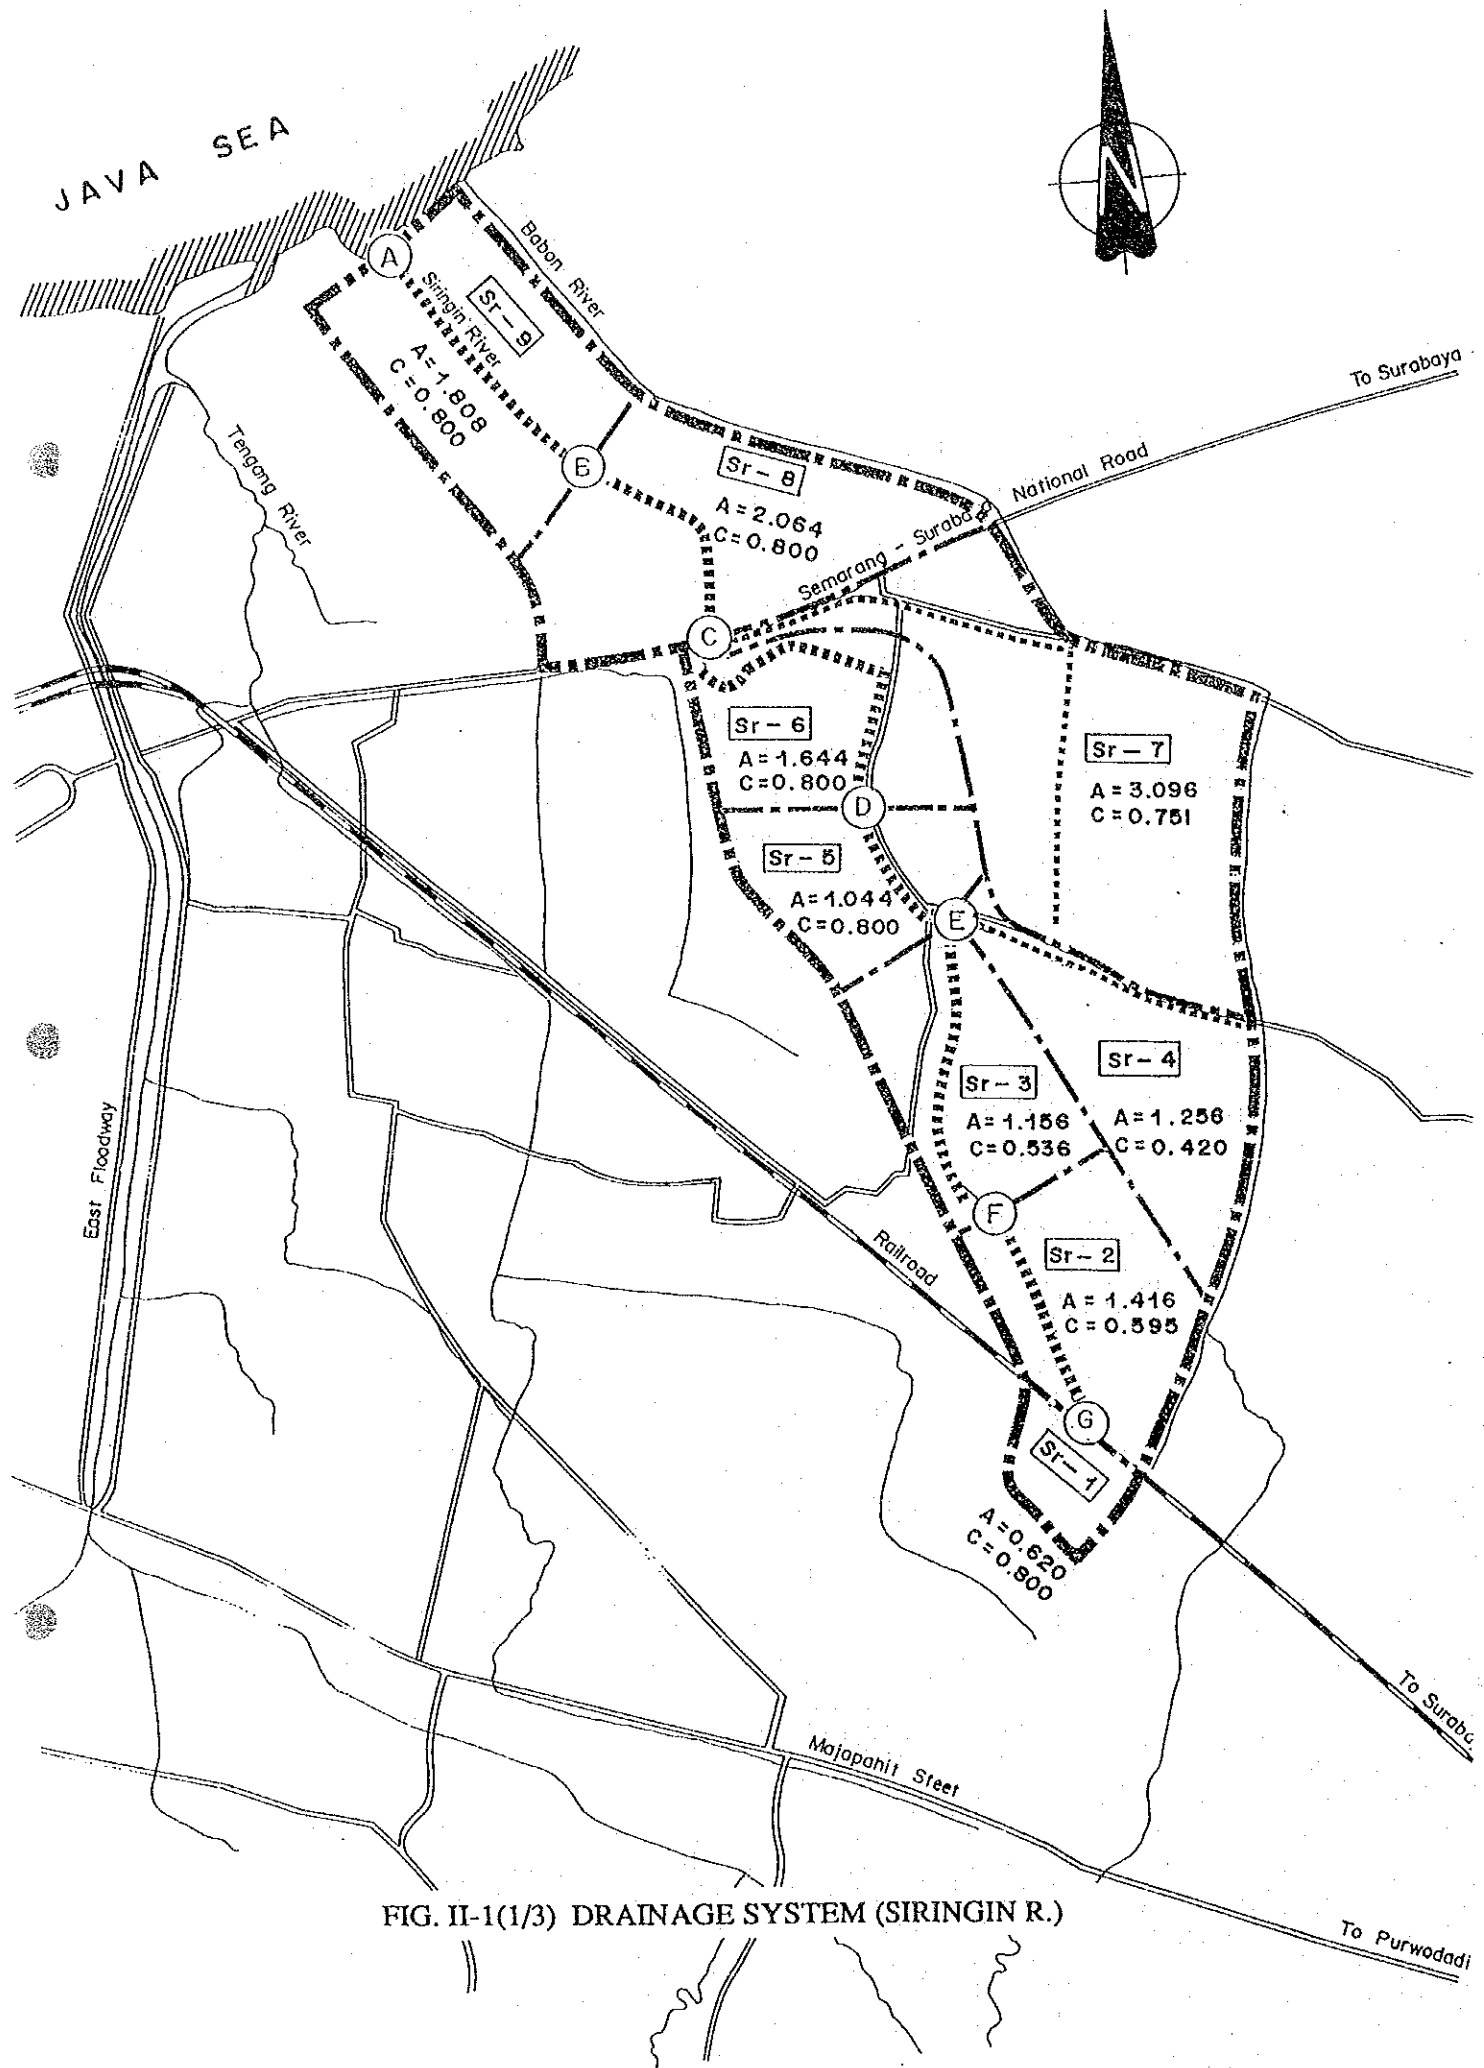 JAVA SEA
N
A
Babon River
Siringin River
Sr-9
A=1.808
C=0.800
To Surabaya
Tengang River
B
Sr-8
A=2.064
C=0.800
National Road
Semarang - Suraba
C
Sr-6
A=1.644
C=0.800
Sr-7
A=3.096
C=0.751
D
Sr-5
A=1.044
C=0.800
E
Sr-4
A=1.256
C=0.420
Sr-3
A=1.156
C=0.536
East Floodway
F
Railroad
Sr-2
A=1.416
C=0.595
G
Sr-1
A=0.620
C=0.800
To Suraba
Majapahit Steet
FIG. II-1(1/3) DRAINAGE SYSTEM (SIRINGIN R.)
To Purwodadi